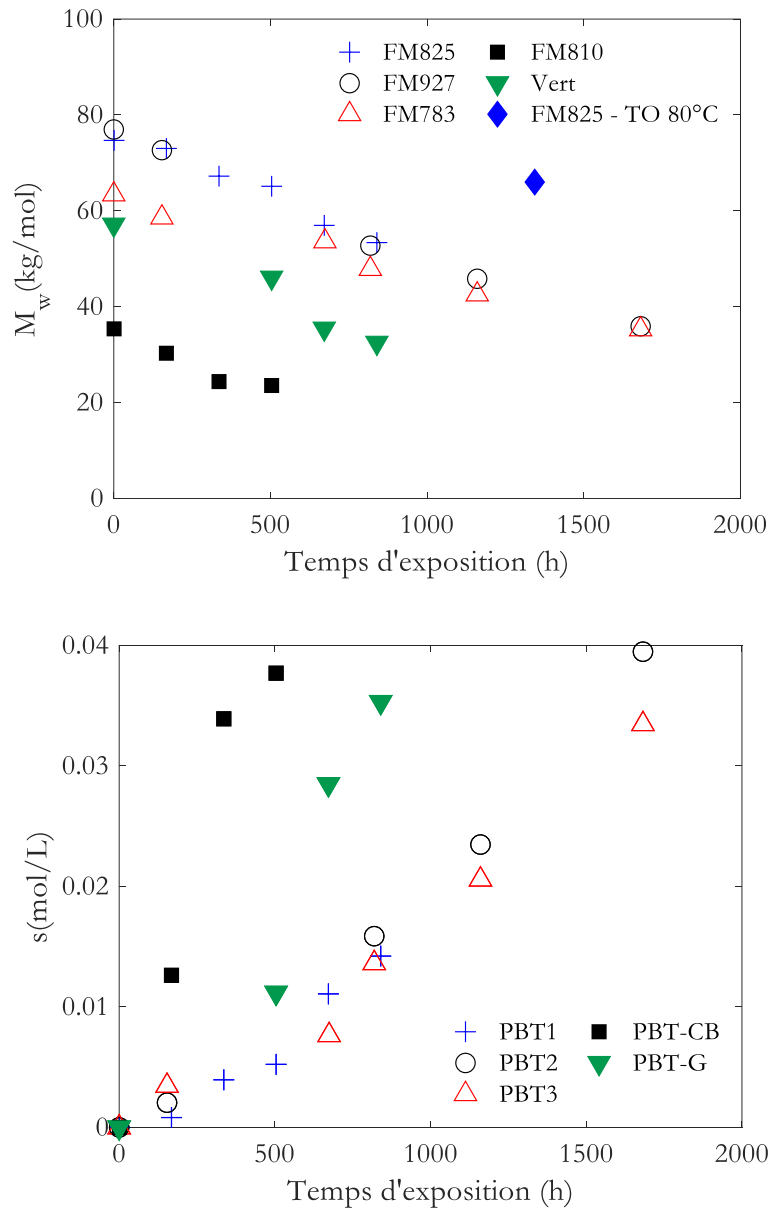 100
80
60
40
20
0
M_w(kg/mol)
FM825
FM927
FM783
FM810
Vert
FM825 - TO 80°C
0 500 1000 1500 2000
Temps d'exposition (h)
0.04
0.03
0.02
0.01
0
s(mol/L)
PBT1
PBT2
PBT3
PBT-CB
PBT-G
0 500 1000 1500 2000
Temps d'exposition (h)